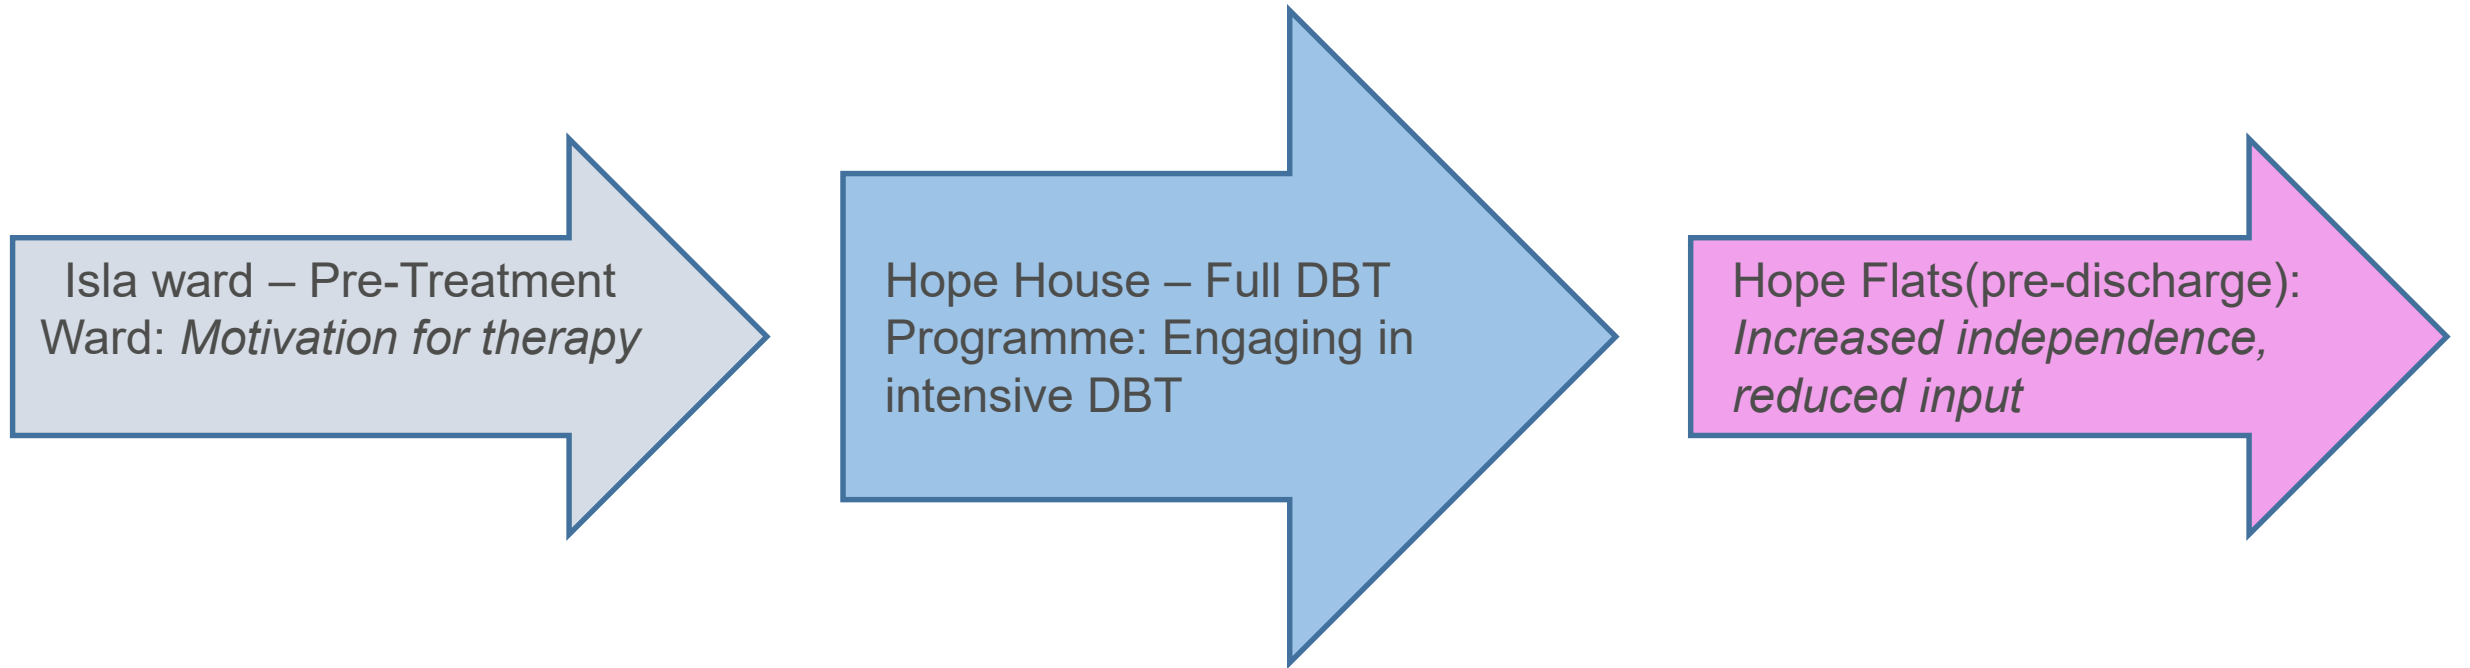 Isla ward – Pre-Treatment
Ward: Motivation for therapy
Hope House – Full DBT
Programme: Engaging in
intensive DBT
Hope Flats(pre-discharge):
Increased independence,
reduced input